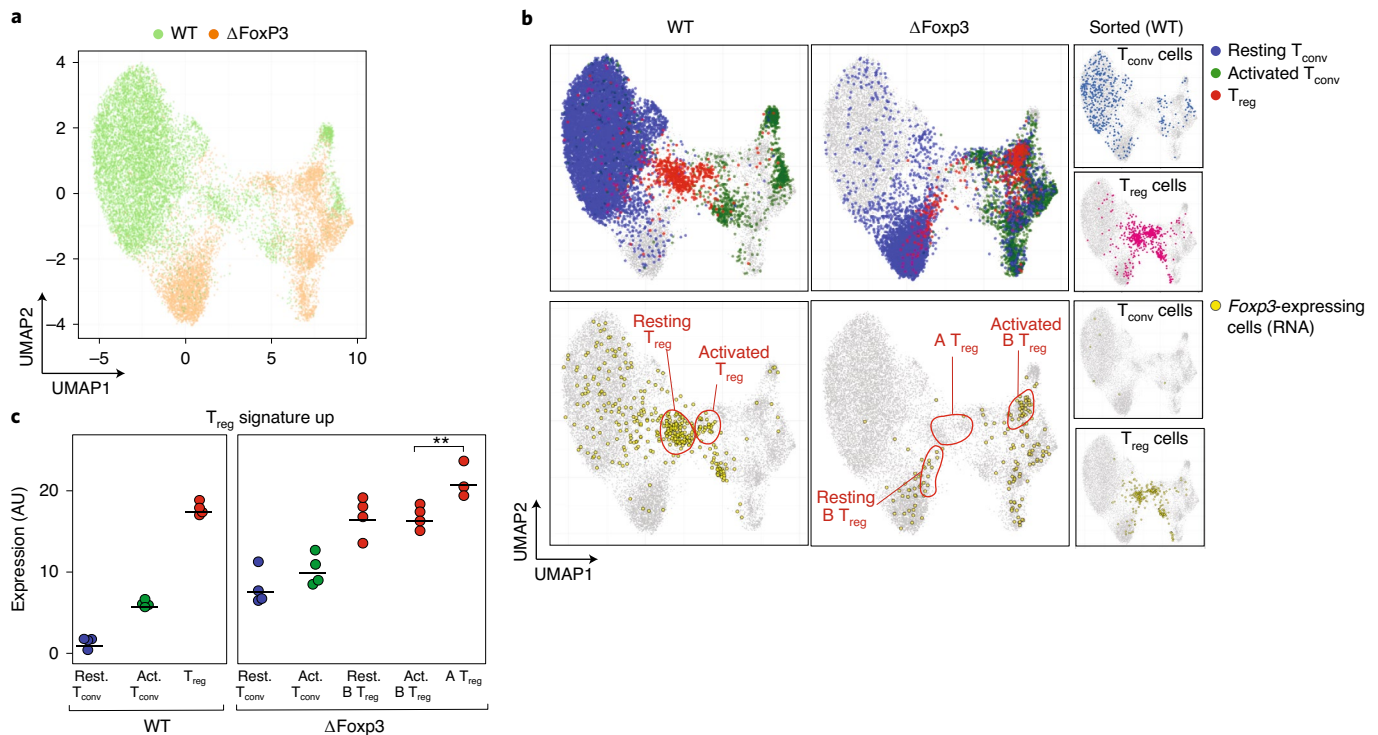 a
WT ΔFoxP3
4
2
0
−2
−4
−5 0 5 10
UMAP2
UMAP1
b
WT ΔFoxp3 Sorted (WT)
Tconv cells
Treg cells
Tconv cells
Treg cells
Resting Tconv
Activated Tconv
Treg
Foxp3-expressing
cells (RNA)
Resting
Treg
Activated
Treg
A Treg
Activated
B Treg
Resting
B Treg
UMAP2
UMAP1
c
Treg signature up
**
Expression (AU)
20
10
0
Rest.
Tconv
Act.
Tconv
Treg
Rest.
Tconv
Act.
Tconv
Rest.
B Treg
Act.
B Treg
A Treg
WT
ΔFoxp3